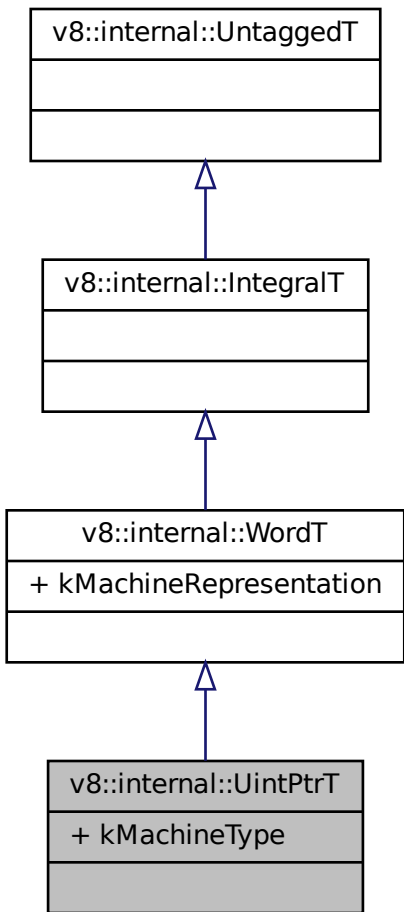 v8::internal::UntaggedT
v8::internal::IntegralT
v8::internal::WordT
+ kMachineRepresentation
v8::internal::UintPtrT
+ kMachineType